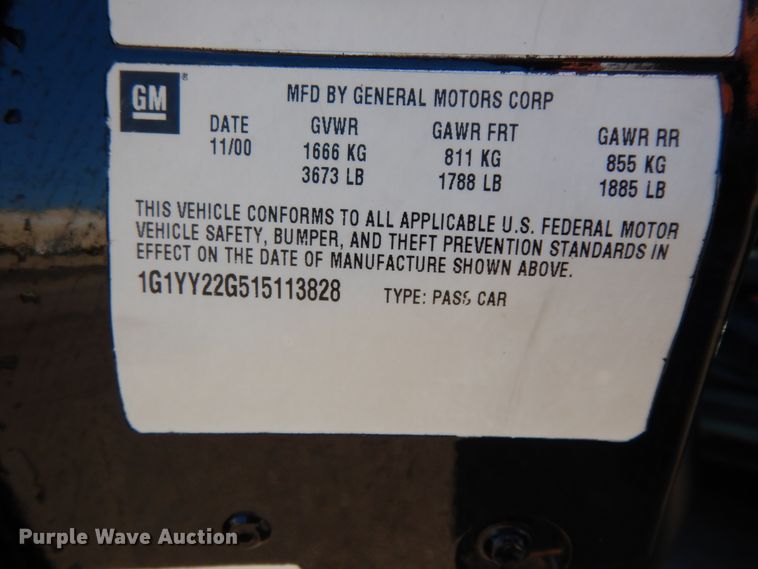 GM ®
MFD BY GENERAL MOTORS CORP
DATE GVWR GAWR FRT GAWR RR
11/00 1666 KG 811 KG 855 KG
3673 LB 1788 LB 1885 LB
THIS VEHICLE CONFORMS TO ALL APPLICABLE U.S. FEDERAL MOTOR
VEHICLE SAFETY, BUMPER, AND THEFT PREVENTION STANDARDS IN
EFFECT ON THE DATE OF MANUFACTURE SHOWN ABOVE.
1G1YY22G515113828 TYPE: PASS CAR
Purple Wave Auction®